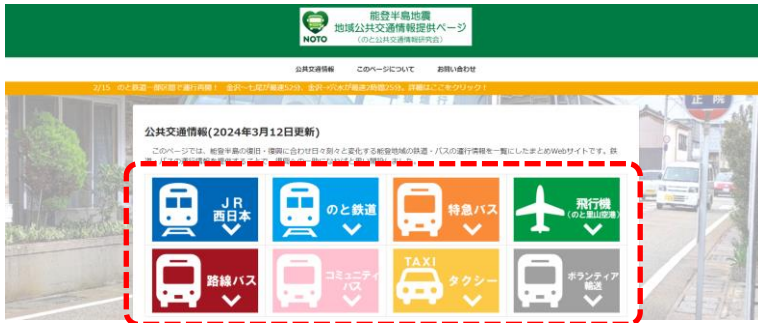 能登半島地震
地域公共交通情報提供ページ
(のと公共交通情報研究会)
NOTO
公共交通情報 このページについて お問い合わせ
2/15 のと鉄道一部区間で運行再開! 金沢~七尾が最速52分、金沢~穴水が最速2時間25分。詳細はここをクリック!
公共交通情報(2024年3月12日更新)
このページでは、能登半島の復旧・復興に合わせ日々刻々と変化する能登地域の鉄道・バスの運行情報を一覧にしたまとめWebサイトです。鉄
JR
西日本
のと鉄道
特急バス
飛行機
(のと里山空港)
路線バス
コミュニティ
バス
TAXI
タクシー
ボランティア
輸送